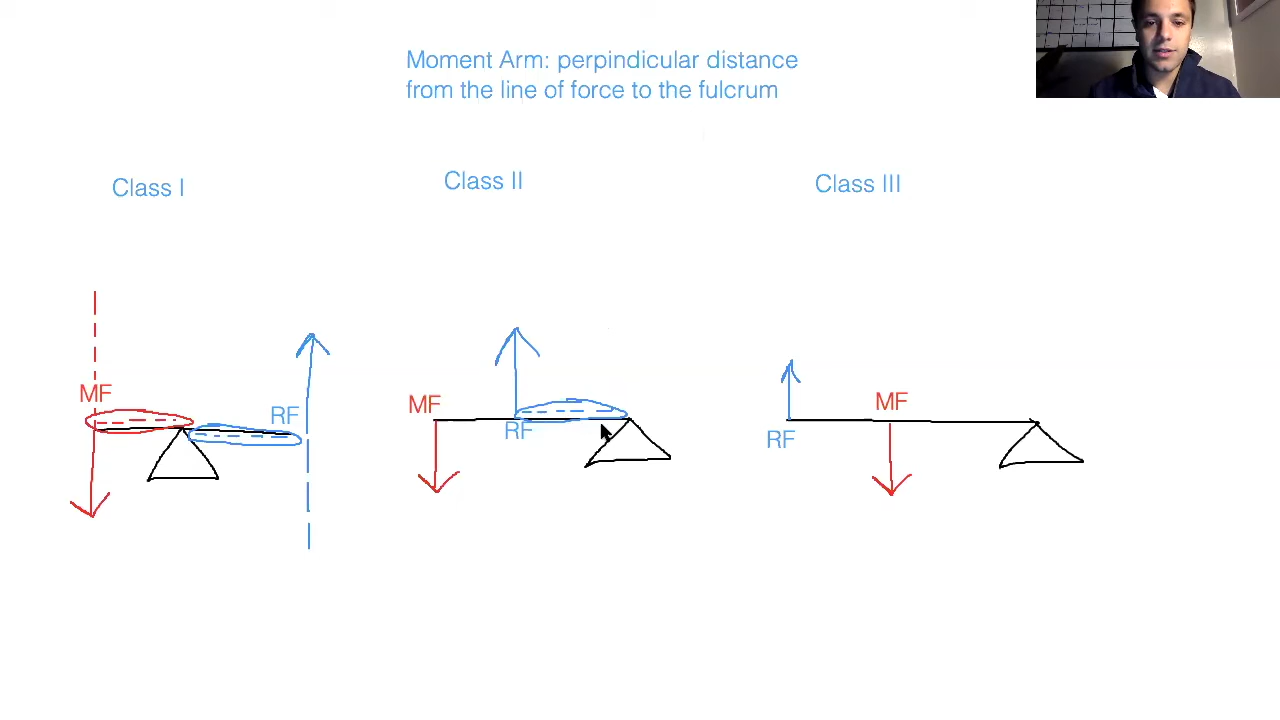 Moment Arm: perpindicular distance
from the line of force to the fulcrum
Class I
Class II
Class III
MF
RF
MF
RF
MF
RF